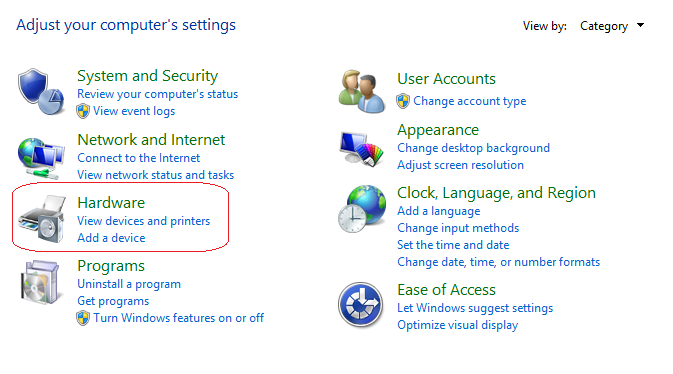 Adjust your computer's settings
View by: Category
System and Security
Review your computer's status
View event logs
Network and Internet
Connect to the Internet
View network status and tasks
Hardware
View devices and printers
Add a device
Programs
Uninstall a program
Get programs
Turn Windows features on or off
User Accounts
Change account type
Appearance
Change desktop background
Adjust screen resolution
Clock, Language, and Region
Add a language
Change input methods
Set the time and date
Change date, time, or number formats
Ease of Access
Let Windows suggest settings
Optimize visual display